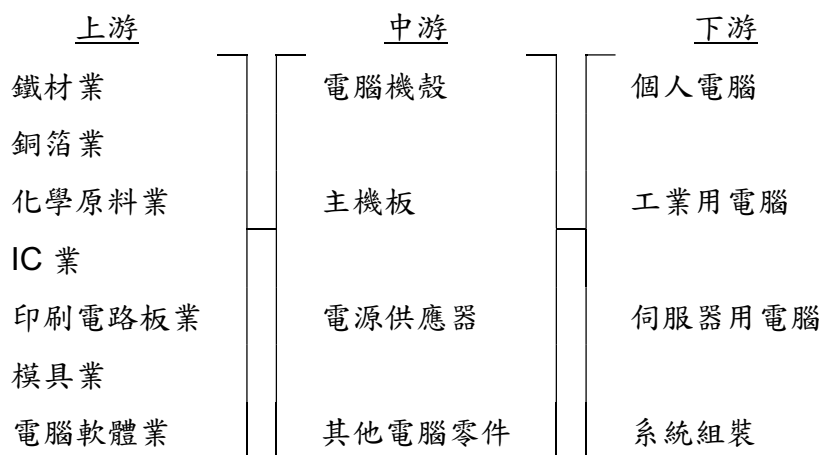 上游 中游 下游
鐵材業 電腦機殼 個人電腦
銅箔業
化學原料業 主機板 工業用電腦
IC 業
印刷電路板業 電源供應器 伺服器用電腦
模具業
電腦軟體業 其他電腦零件 系統組裝